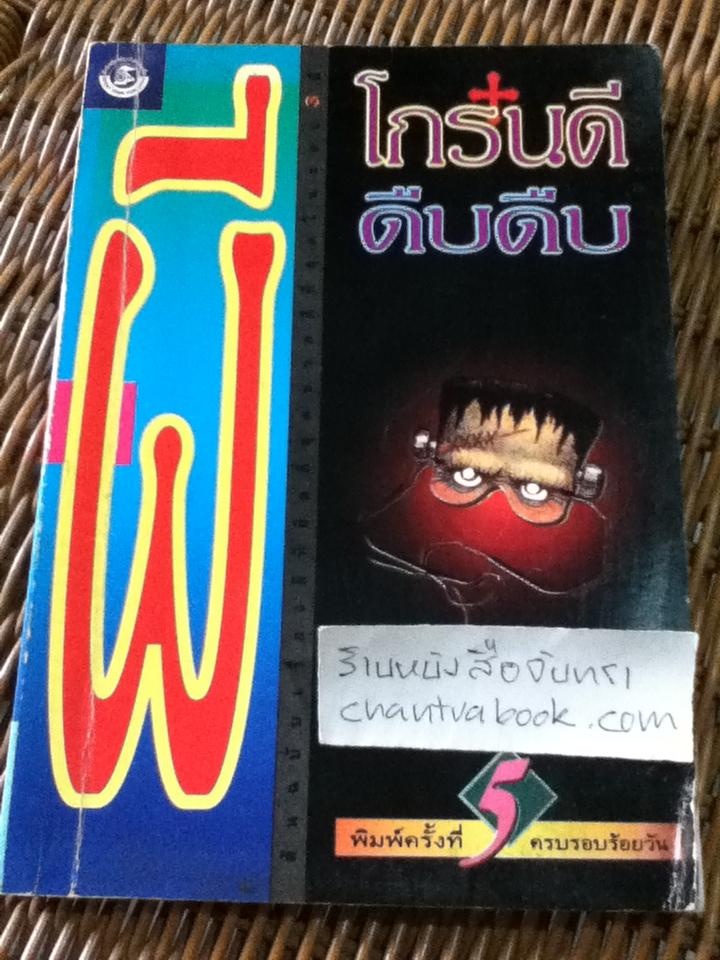 ผี
โกร๋นดี
ดืบดืบ
ร้านหนังสือจันทรา
chantrabook.com
พิมพ์ครั้งที่ 5 ครบรอบร้อยวัน